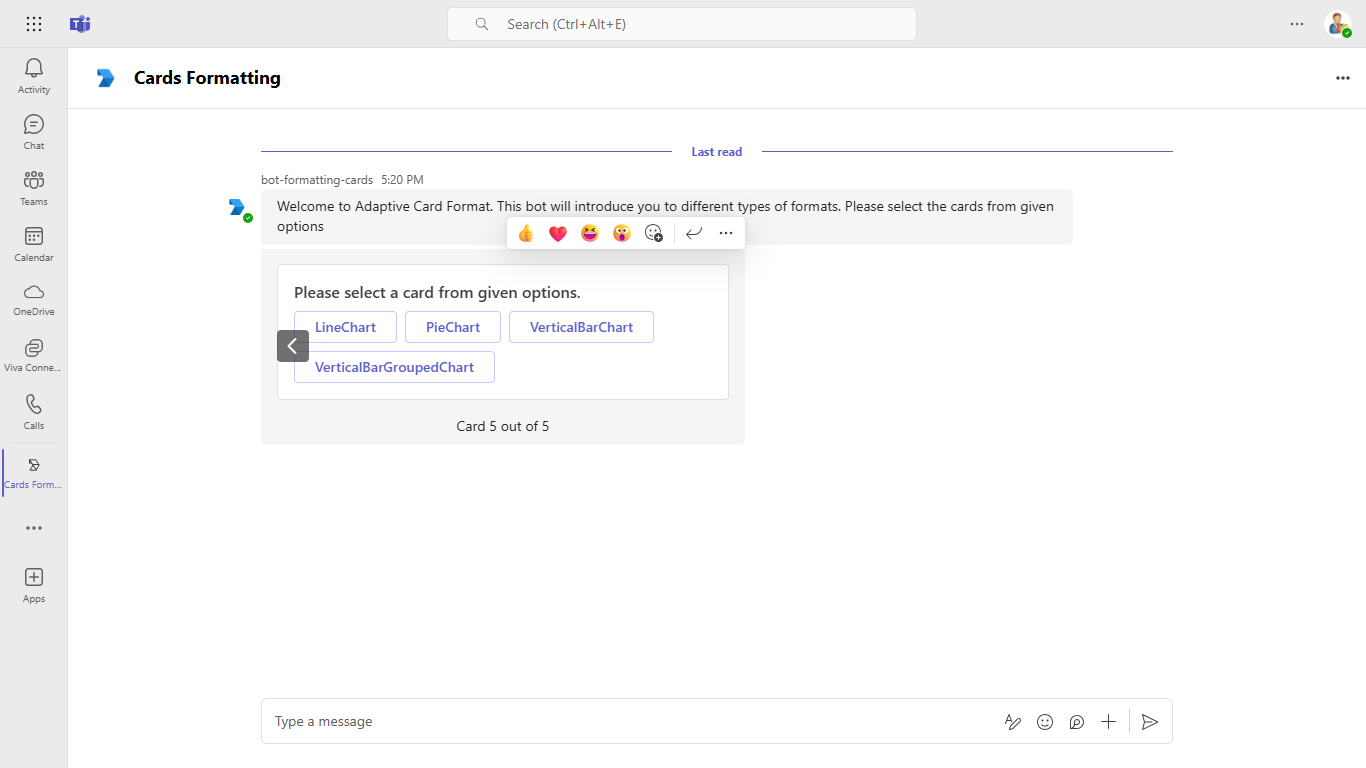 Search (Ctrl+Alt+E)
Activity
Chat
Teams
Calendar
OneDrive
Viva Conne...
Calls
Cards Form...
Apps
Cards Formatting
Last read
bot-formatting-cards 5:20 PM
Welcome to Adaptive Card Format. This bot will introduce you to different types of formats. Please select the cards from given
options
Please select a card from given options.
LineChart PieChart VerticalBarChart
VerticalBarGroupedChart
Card 5 out of 5
Type a message